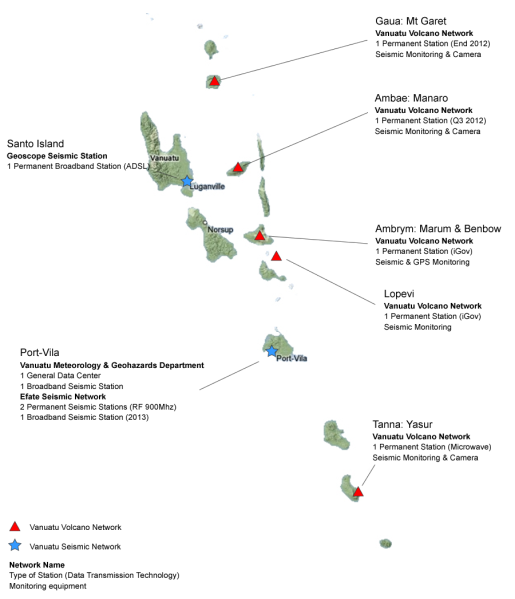 Gaua: Mt Garet
Vanuatu Volcano Network
1 Permanent Station (End 2012)
Seismic Monitoring & Camera
Ambae: Manaro
Vanuatu Volcano Network
1 Permanent Station (Q3 2012)
Seismic Monitoring & Camera
Santo Island
Geoscope Seismic Station
1 Permanent Broadband Station (ADSL)
Vanuatu
Luganville
Norsup
Ambrym: Marum & Benbow
Vanuatu Volcano Network
1 Permanent Station (iGov)
Seismic & GPS Monitoring
Lopevi
Vanuatu Volcano Network
1 Permanent Station (iGov)
Seismic Monitoring
Port-Vila
Port-Vila
Vanuatu Meteorology & Geohazards Department
1 General Data Center
1 Broadband Seismic Station
Efate Seismic Network
2 Permanent Seismic Stations (RF 900Mhz)
1 Broadband Seismic Station (2013)
Tanna: Yasur
Vanuatu Volcano Network
1 Permanent Station (Microwave)
Seismic Monitoring & Camera
Vanuatu Volcano Network
Vanuatu Seismic Network
Network Name
Type of Station (Data Transmission Technology)
Monitoring equipment